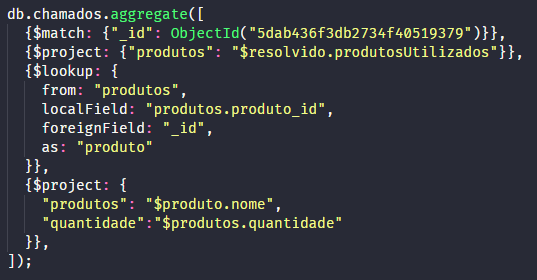 db.chamados.aggregate([
{$match: {"_id": ObjectId("5dab436f3db2734f40519379")}},
{$project: {"produtos": "$resolvido.produtosUtilizados"}},
{$lookup: {
from: "produtos",
localField: "produtos.produto_id",
foreignField: "_id",
as: "produto"
}},
{$project: {
"produtos": "$produto.nome",
"quantidade":"$produtos.quantidade"
}},
]);